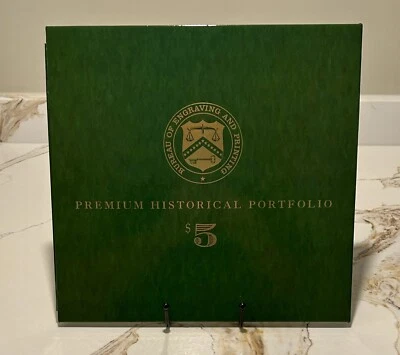 BUREAU OF ENGRAVING AND PRINTING
PREMIUM HISTORICAL PORTFOLIO
$5